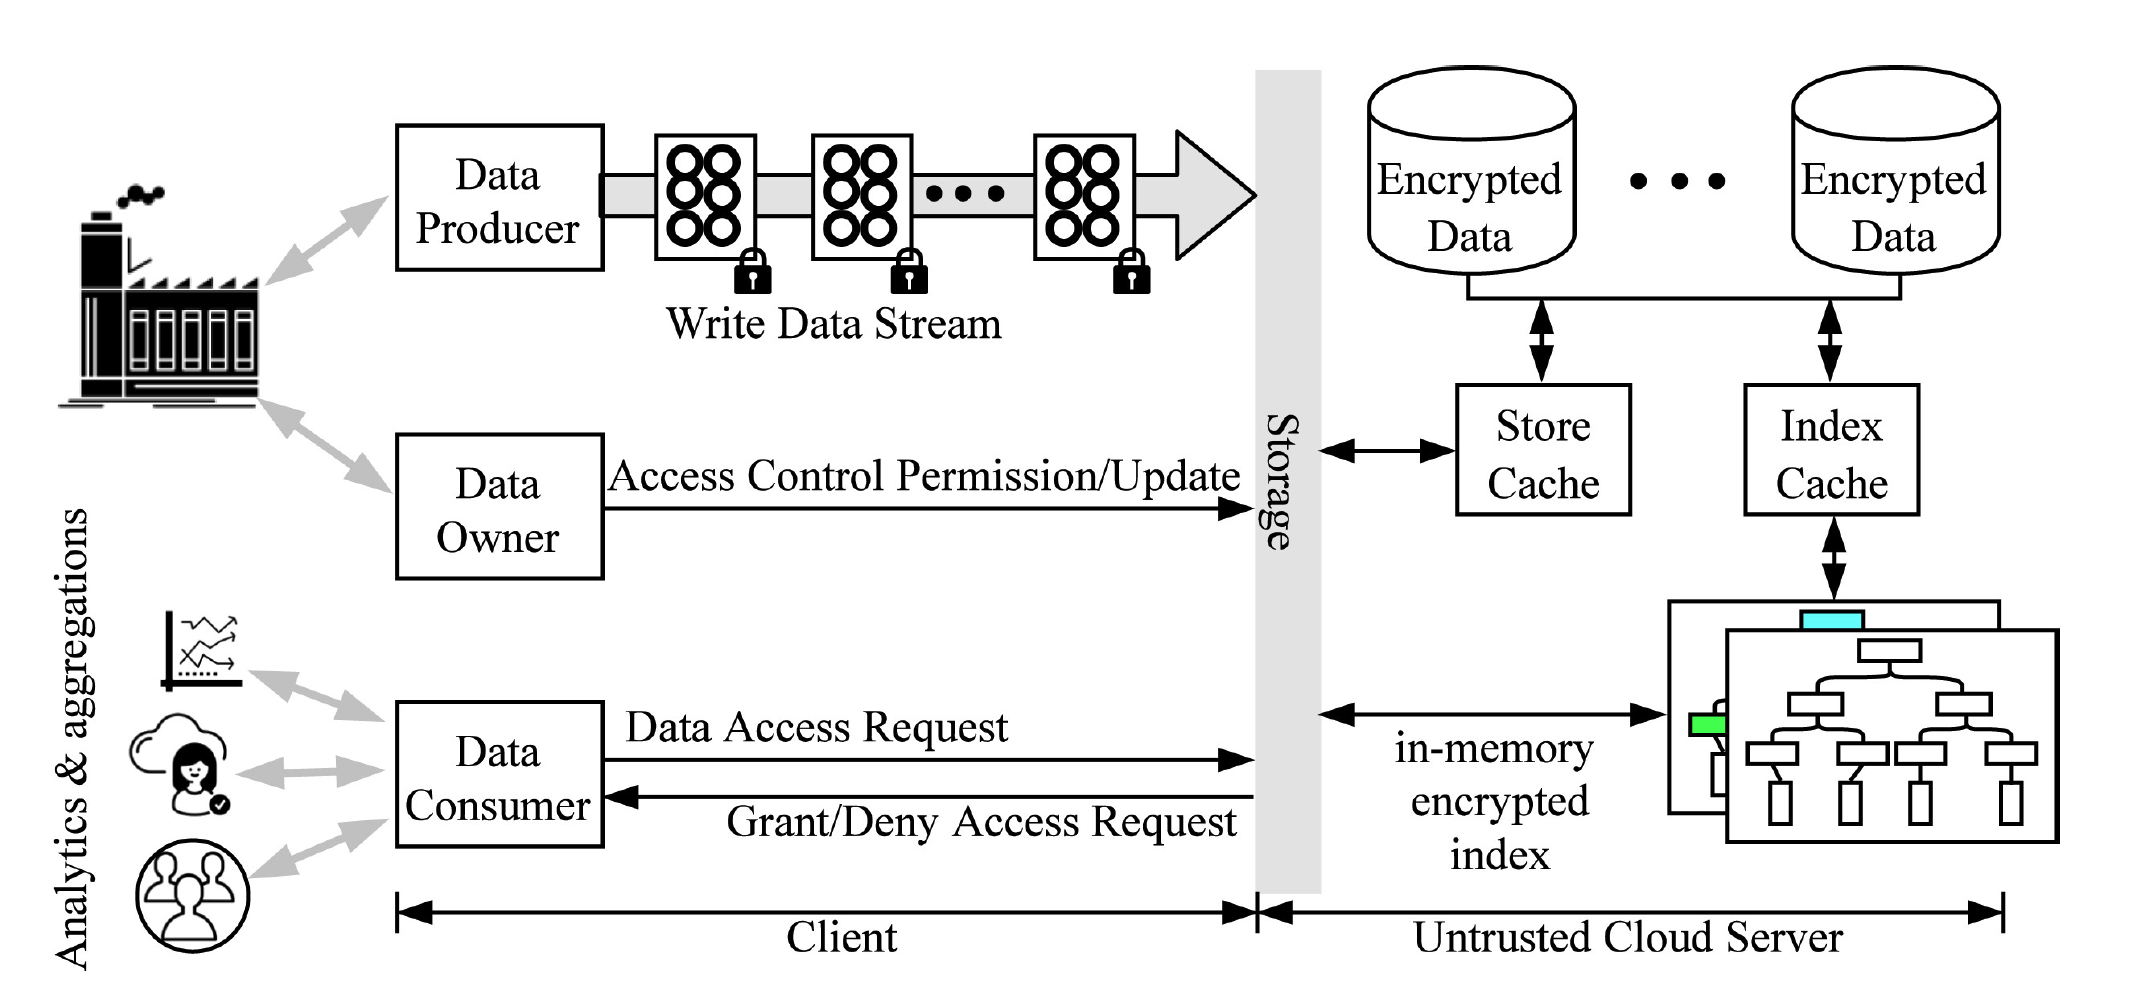 Data
Producer
Write Data Stream
Encrypted
Data
Encrypted
Data
Data
Owner
Access Control Permission/Update
Storage
Store
Cache
Index
Cache
Analytics & aggregations
Data
Consumer
Data Access Request
Grant/Deny Access Request
in-memory
encrypted
index
Client
Untrusted Cloud Server